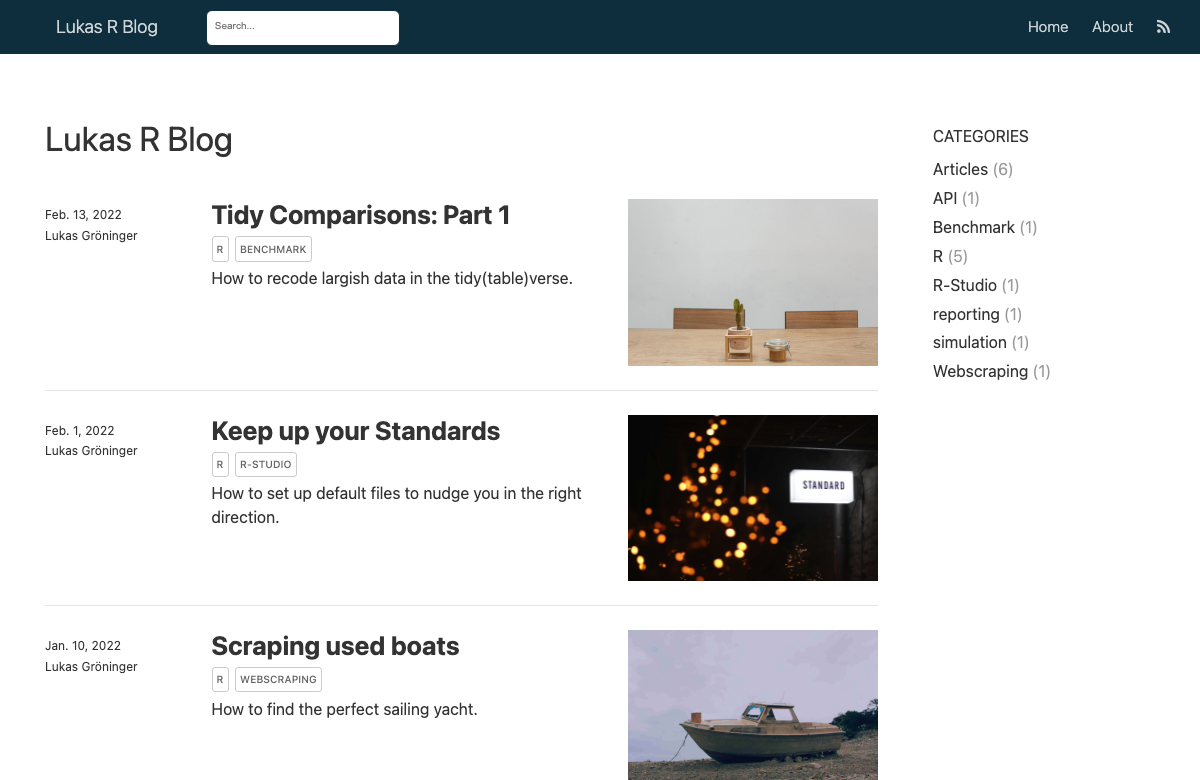 Lukas R Blog
Search...
Home
About
Lukas R Blog
Feb. 13, 2022
Lukas Gröninger
Tidy Comparisons: Part 1
R
BENCHMARK
How to recode largish data in the tidy(table)verse.
Feb. 1, 2022
Lukas Gröninger
Keep up your Standards
R
R-STUDIO
How to set up default files to nudge you in the right
direction.
STANDARD
Jan. 10, 2022
Lukas Gröninger
Scraping used boats
R
WEBSCRAPING
How to find the perfect sailing yacht.
CATEGORIES
Articles (6)
API (1)
Benchmark (1)
R (5)
R-Studio (1)
reporting (1)
simulation (1)
Webscraping (1)